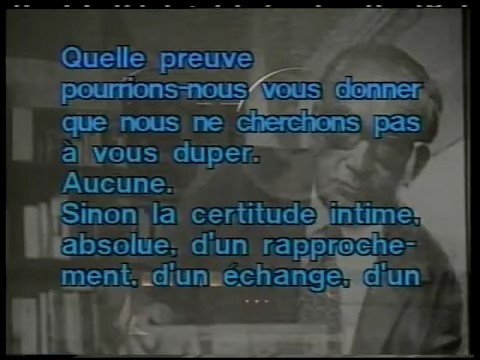 Quelle preuve
pourrions-nous vous donner
que nous ne cherchons pas
à vous duper.
Aucune.
Sinon la certitude intime,
absolue, d'un rapproche-
ment, d'un échange, d'un
...